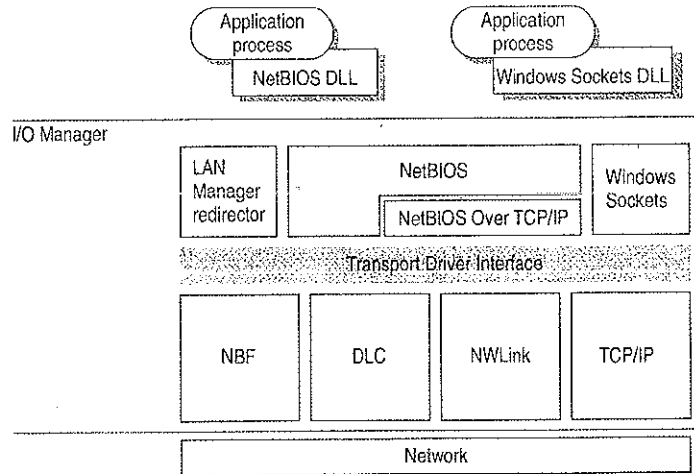 Application
process
NetBIOS DLL
Application
process
Windows Sockets DLL
I/O Manager
LAN
Manager
redirector
NetBIOS
NetBIOS Over TCP/IP
Windows
Sockets
Transport Driver Interface
NBF
DLC
NWLink
TCP/IP
Network